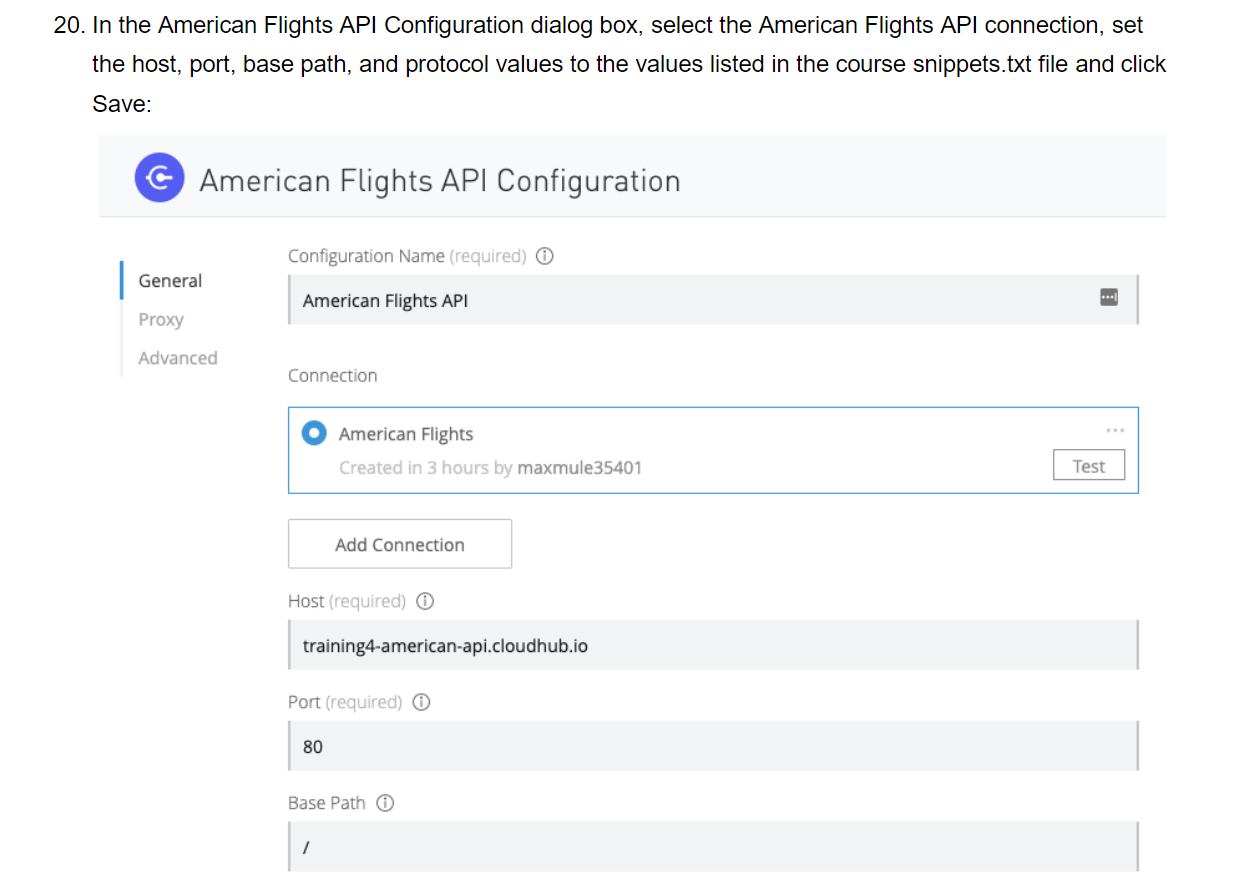 20. In the American Flights API Configuration dialog box, select the American Flights API connection, set
the host, port, base path, and protocol values to the values listed in the course snippets.txt file and click
Save:
American Flights API Configuration
General
Proxy
Advanced
Configuration Name (required)
American Flights API
Connection
American Flights
Created in 3 hours by maxmule35401
Test
Add Connection
Host (required)
training4-american-api.cloudhub.io
Port (required)
80
Base Path
/